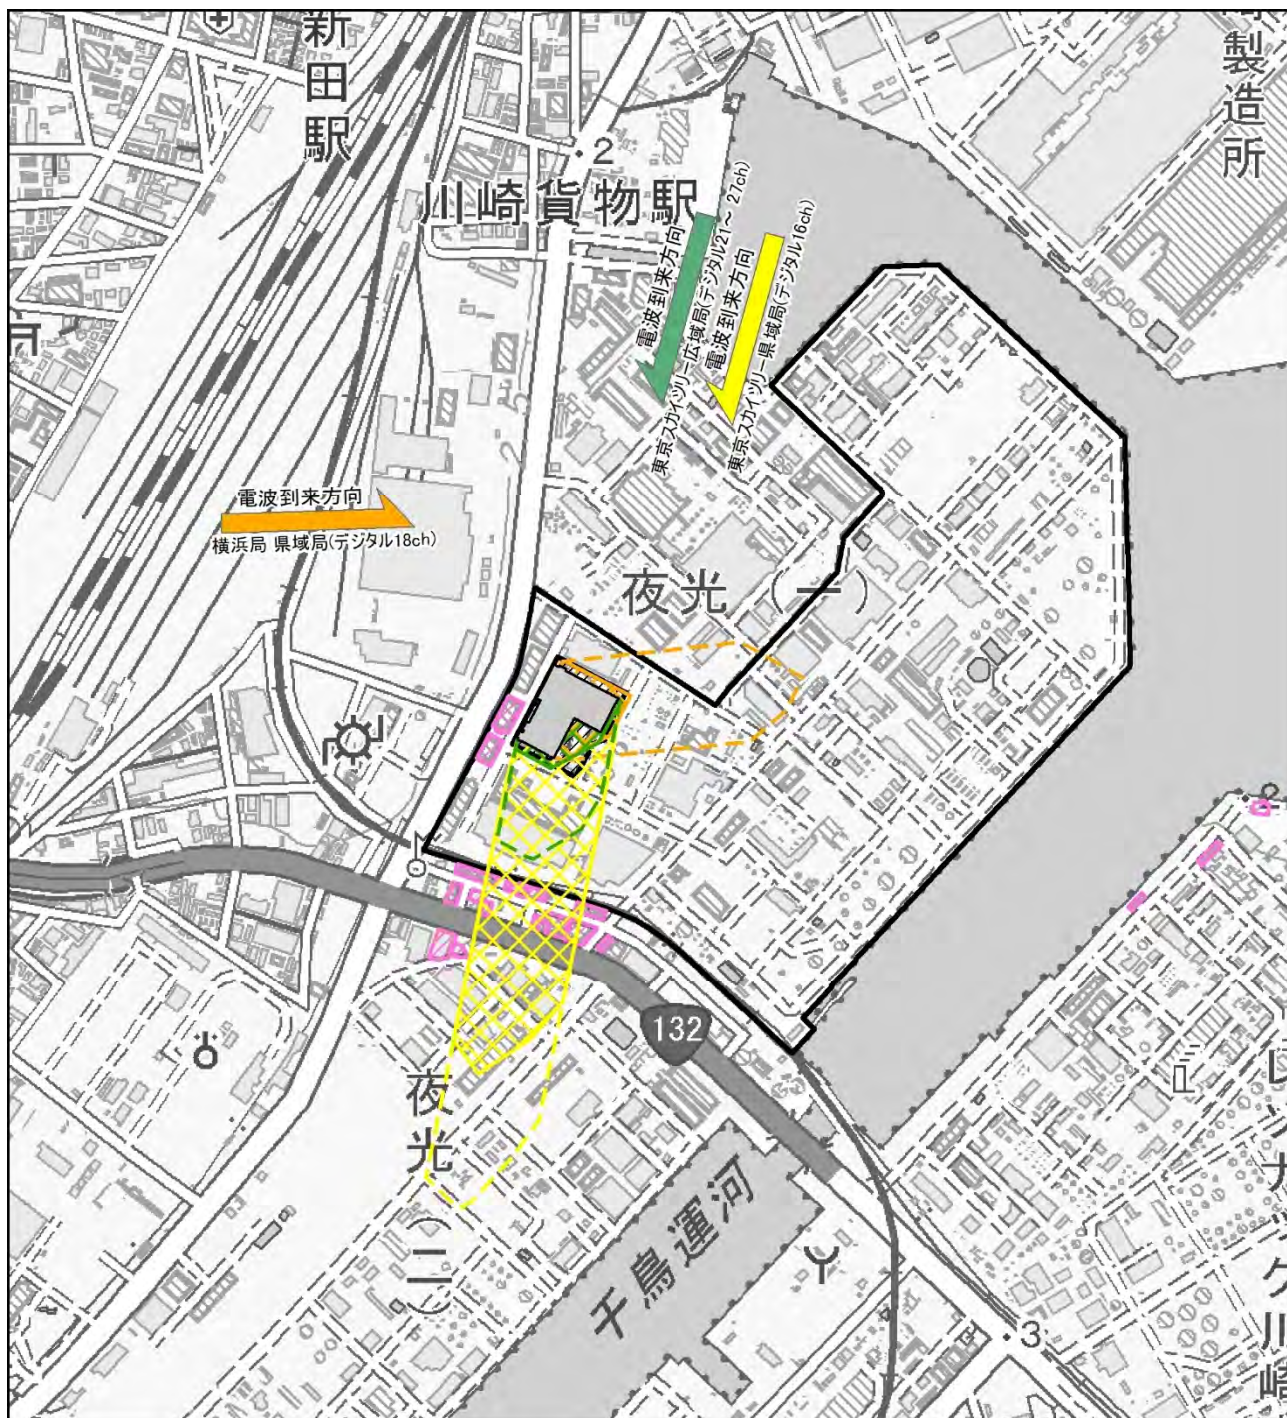 新田駅
製造所
2
川崎貨物駅
電波到来方向
東京スカイツリー広域局(デジタル21～27ch)
電波到来方向
東京スカイツリー県域局(デジタル16ch)
電波到来方向
横浜局 県域局(デジタル18ch)
夜光(一)
132
夜光(二)
千鳥運河
3